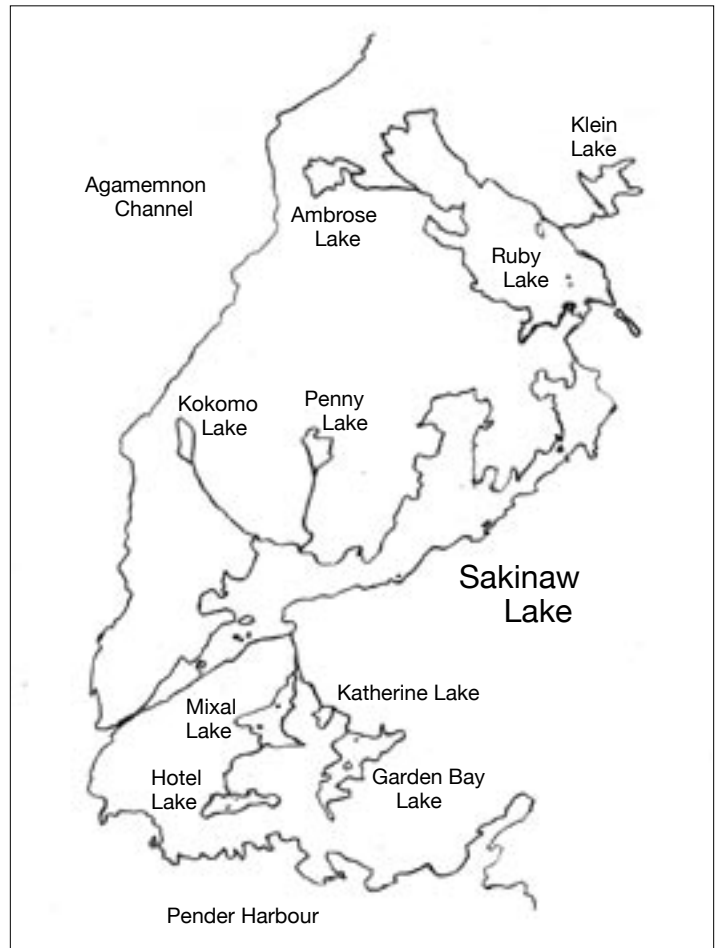 Klein
Lake
Agamemnon
Channel
Ambrose
Lake
Ruby
Lake
Kokomo
Lake
Penny
Lake
Sakinaw
Lake
Katherine Lake
Mixal
Lake
Hotel
Lake
Garden Bay
Lake
Pender Harbour